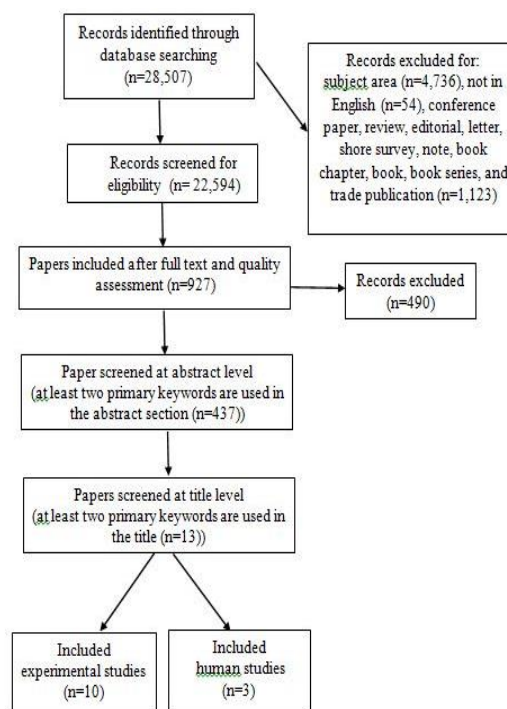 Records identified through
database searching
(n=28,507)
Records excluded for:
subject area (n=4,736), not in
English (n=54), conference
paper, review, editorial, letter,
shore survey, note, book
chapter, book, book series, and
trade publication (n=1,123)
Records screened for
eligibility (n= 22,594)
Papers included after full text and quality
assessment (n=927)
Records excluded
(n=490)
Paper screened at abstract level
(at least two primary keywords are used in
the abstract section (n=437))
Papers screened at title level
(at least two primary keywords are used in
the title (n=13))
Included
experimental studies
(n=10)
Included
human studies
(n=3)